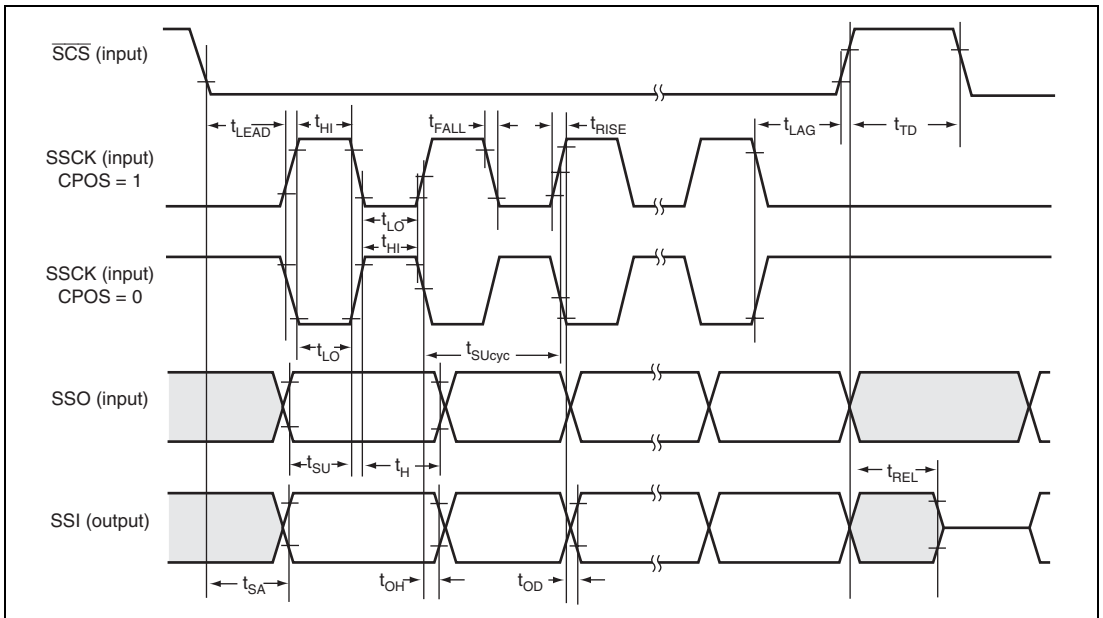 SCS (input)
tLEAD
tHI
tFALL
tRISE
tLAG
tTD
SSCK (input)
CPOS = 1
tLO
tHI
SSCK (input)
CPOS = 0
tLO
tSUcyc
SSO (input)
tSU
tH
tREL
SSI (output)
tSA
tOH
tOD